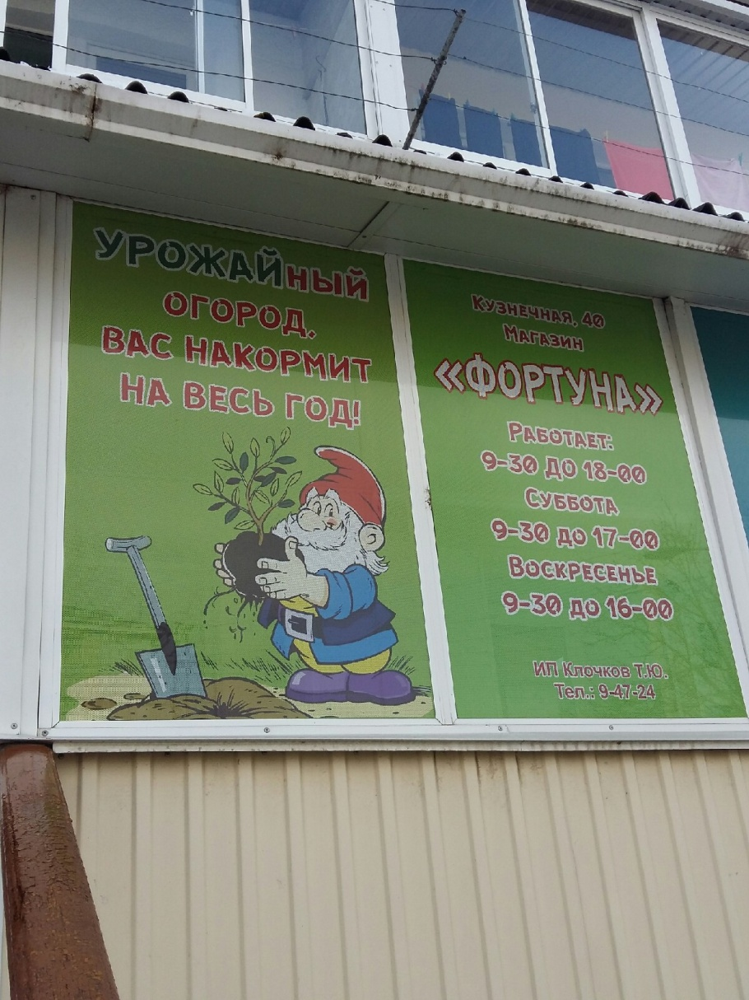 УРОЖАЙНЫЙ
ОГОРОД.
ВАС НАКОРМИТ
НА ВЕСЬ ГОД!
Кузнечная, 40
Магазин
«ФОРТУНА»
Работает:
9-30 до 18-00
Суббота
9-30 до 17-00
Воскресенье
9-30 до 16-00
ИП Клочков Т.Ю.
Тел.: 9-47-24